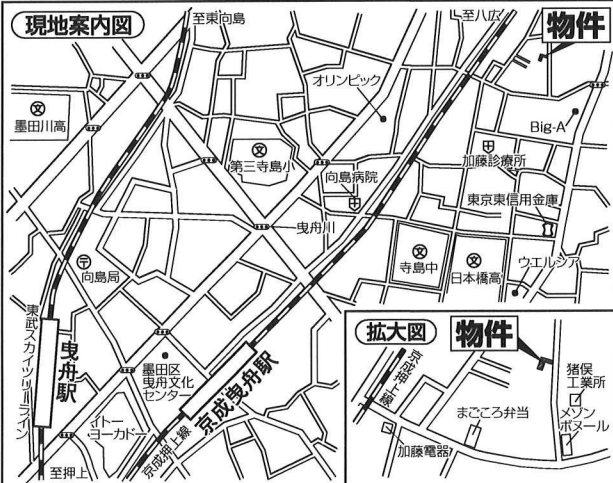 現地案内図
至東向島
至八広
物件
オリンピック
墨田川高
Big-A
第三寺島小
加藤診療所
向島病院
東京東信用金庫
曳舟川
向島局
寺島中
日本橋高
ウエルシア
東武スカイツリーライン
曳舟駅
墨田区
曳舟文化
センター
京成曳舟駅
イトー
ヨーカドー
京成押上線
至押上
拡大図
物件
京成押上線
猪俣
工業所
まごころ弁当
メゾン
ボヌール
加藤電器